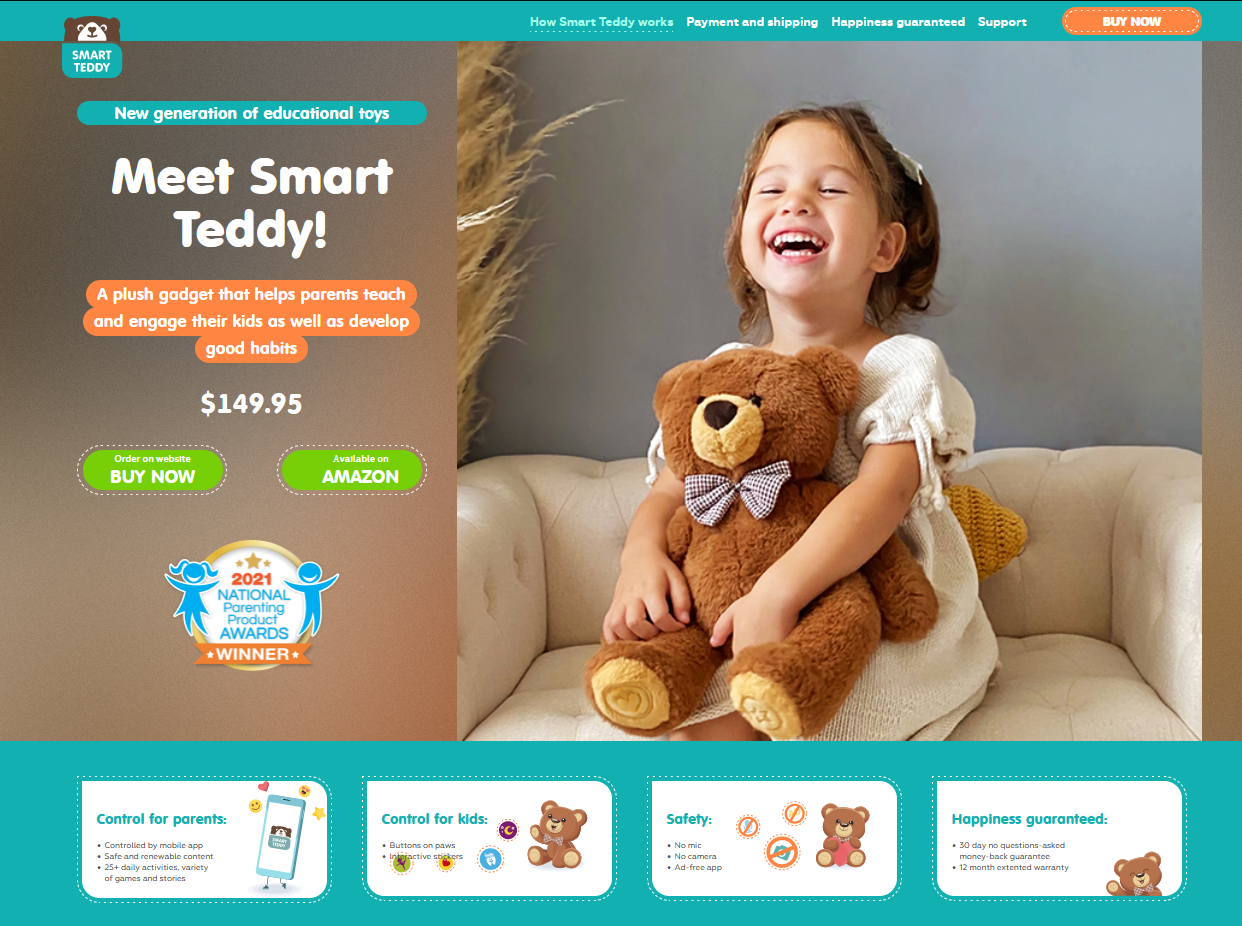 How Smart Teddy works
Payment and shipping
Happiness guaranteed
Support
BUY NOW
SMART
TEDDY
New generation of educational toys
Meet Smart
Teddy!
A plush gadget that helps parents teach
and engage their kids as well as develop
good habits
$149.95
Order on website
BUY NOW
Available on
AMAZON
2021
NATIONAL
Parenting
Product
AWARDS
WINNER
Control for parents:
• Controlled by mobile app
• Safe and renewable content
• 25+ daily activities, variety
of games and stories
SMART
TEDDY
Control for kids:
• Buttons on paws
• Interactive stickers
Safety:
• No mic
• No camera
• Ad-free app
Happiness guaranteed:
• 30 day no questions-asked
money-back guarantee
• 12 month extented warranty